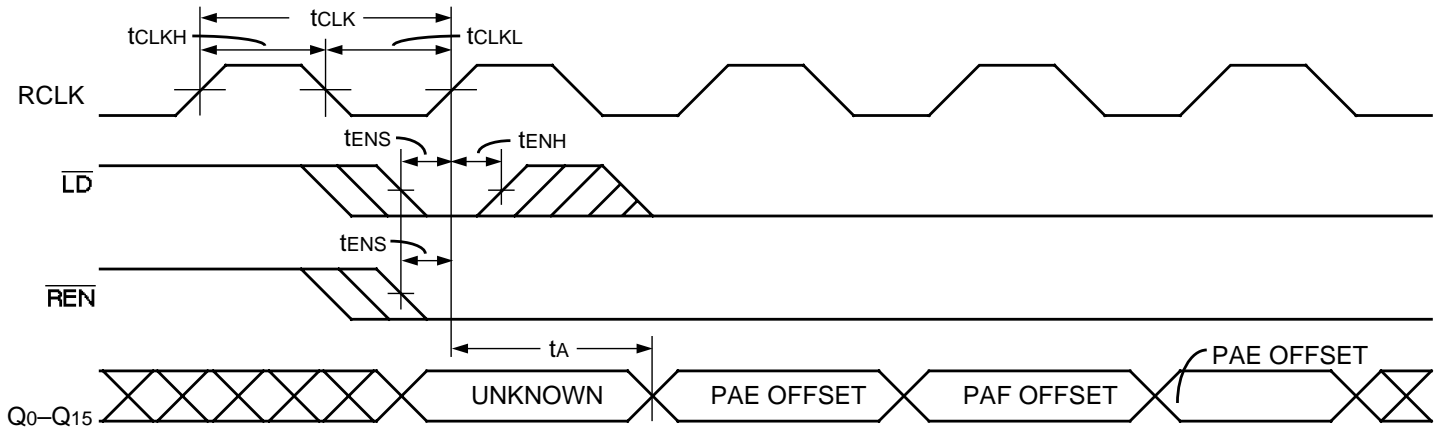 tCLK
tCLKH
tCLKL
RCLK
tENS
tENH
LD
tENS
REN
tA
PAE OFFSET
UNKNOWN
PAE OFFSET
PAF OFFSET
Q0–Q15